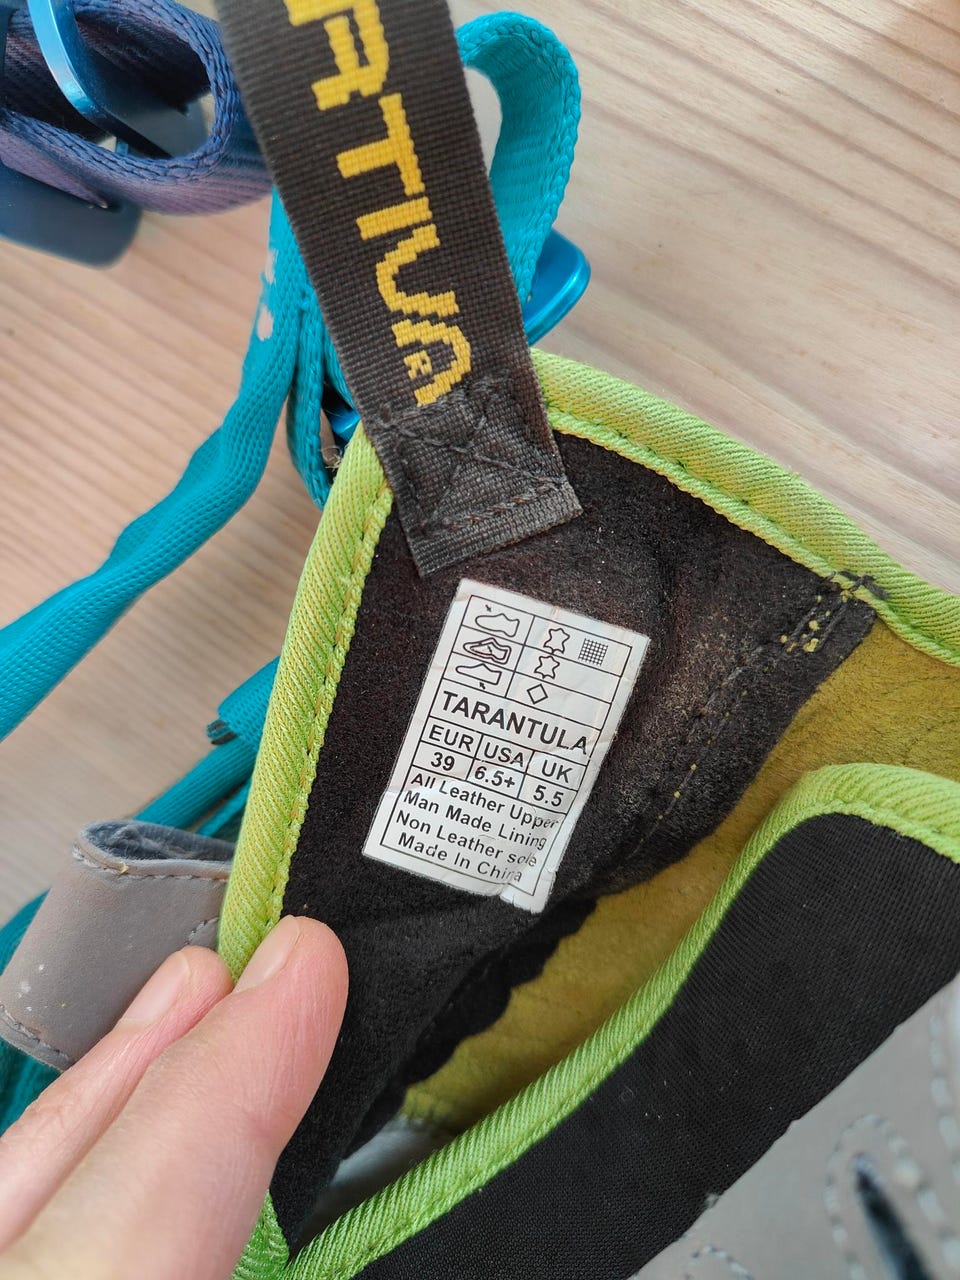 RTIVA
R
TARANTULA
EUR USA UK
39 6.5+ 5.5
All Leather Upper
Man Made Lining
Non Leather sole
Made In China